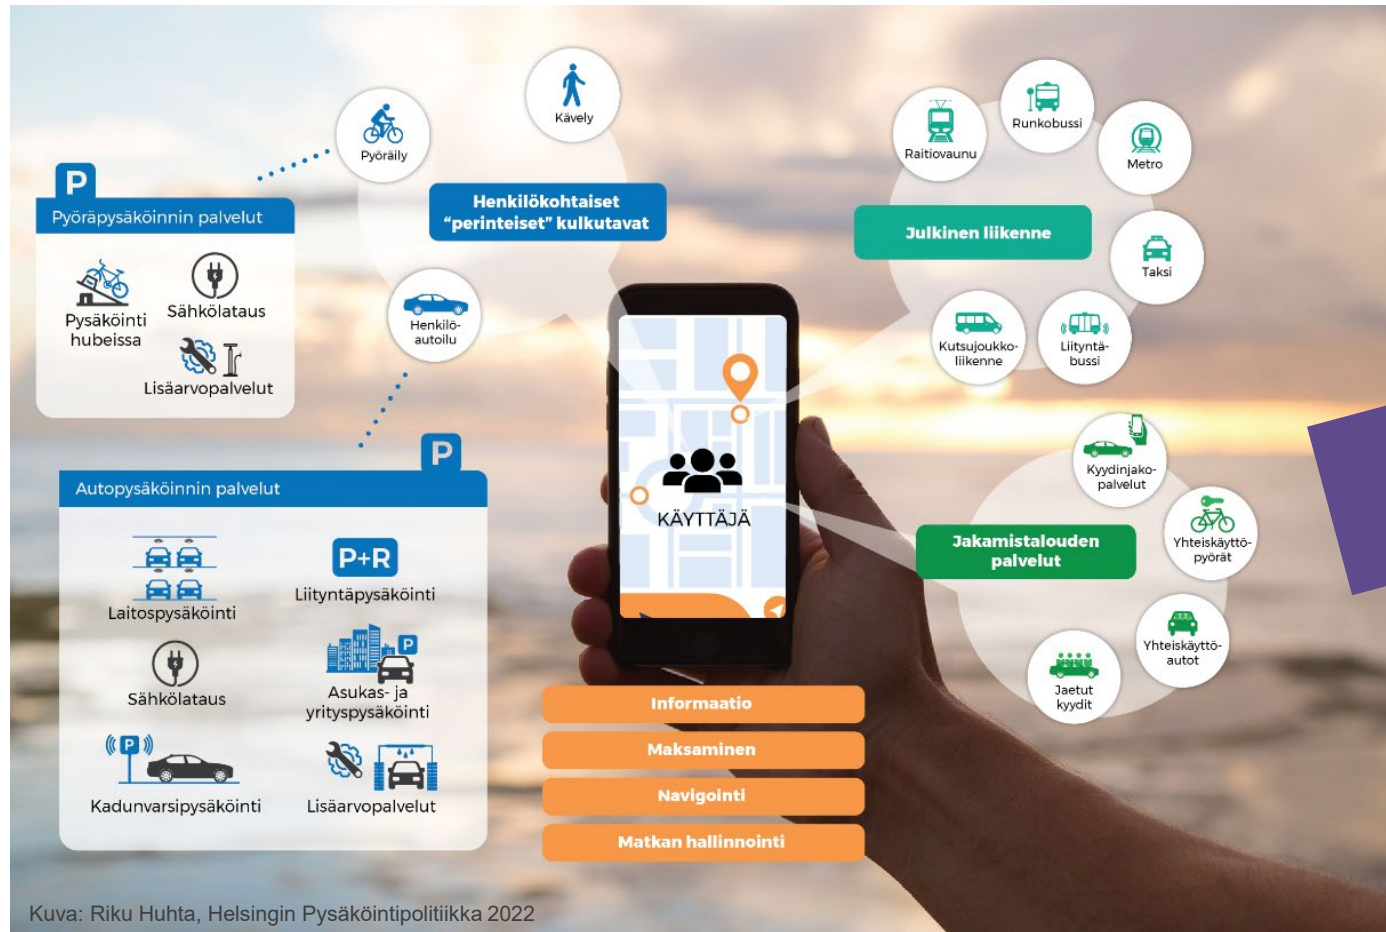 Kävely
Pyöräily
Henkilökohtaiset
"perinteiset" kulkutavat
Henkilö-
autoilu
P
Pyöräpysäköinnin palvelut
Pysäköinti
hubeissa
Sähkölataus
Lisäarvopalvelut
P
Autopysäköinnin palvelut
Laitospysäköinti
P+R
Liityntäpysäköinti
Sähkölataus
P
Asukas- ja
yrityspysäköinti
P
Kadunvarsipysäköinti
Lisäarvopalvelut
Raitiovaunu
Runkobussi
Metro
Julkinen liikenne
Taksi
Kutsujoukko-
liikenne
Liityntä-
bussi
KÄYTTÄJÄ
Kyydinjako-
palvelut
Jakamistalouden
palvelut
Yhteiskäyttö-
pyörät
Yhteiskäyttö-
autot
Jaetut
kyydit
Informaatio
Maksaminen
Navigointi
Matkan hallinnointi
Kuva: Riku Huhta, Helsingin Pysäköintipolitiikka 2022